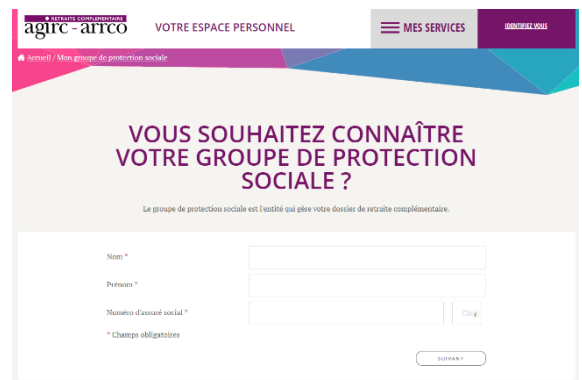 RETRAITE COMPLÉMENTAIRE
agirc-arrco
VOTRE ESPACE PERSONNEL
MES SERVICES
IDENTIFIEZ VOUS
Accueil / Mon groupe de protection sociale
VOUS SOUHAITEZ CONNAÎTRE
VOTRE GROUPE DE PROTECTION
SOCIALE ?
Le groupe de protection sociale est l'entité qui gère votre dossier de retraite complémentaire.
Nom *
Prénom *
Numéro d'assuré social *
* Champs obligatoires
SUIVANT